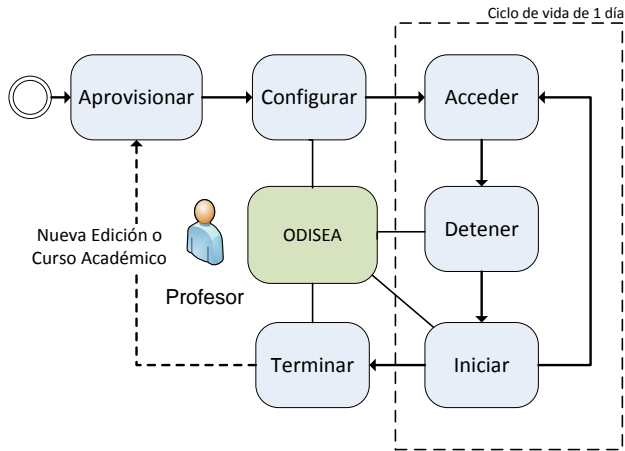 Ciclo de vida de 1 día
Aprovisionar
Configurar
Acceder
Nueva Edición o
Curso Académico
Profesor
ODISEA
Detener
Terminar
Iniciar